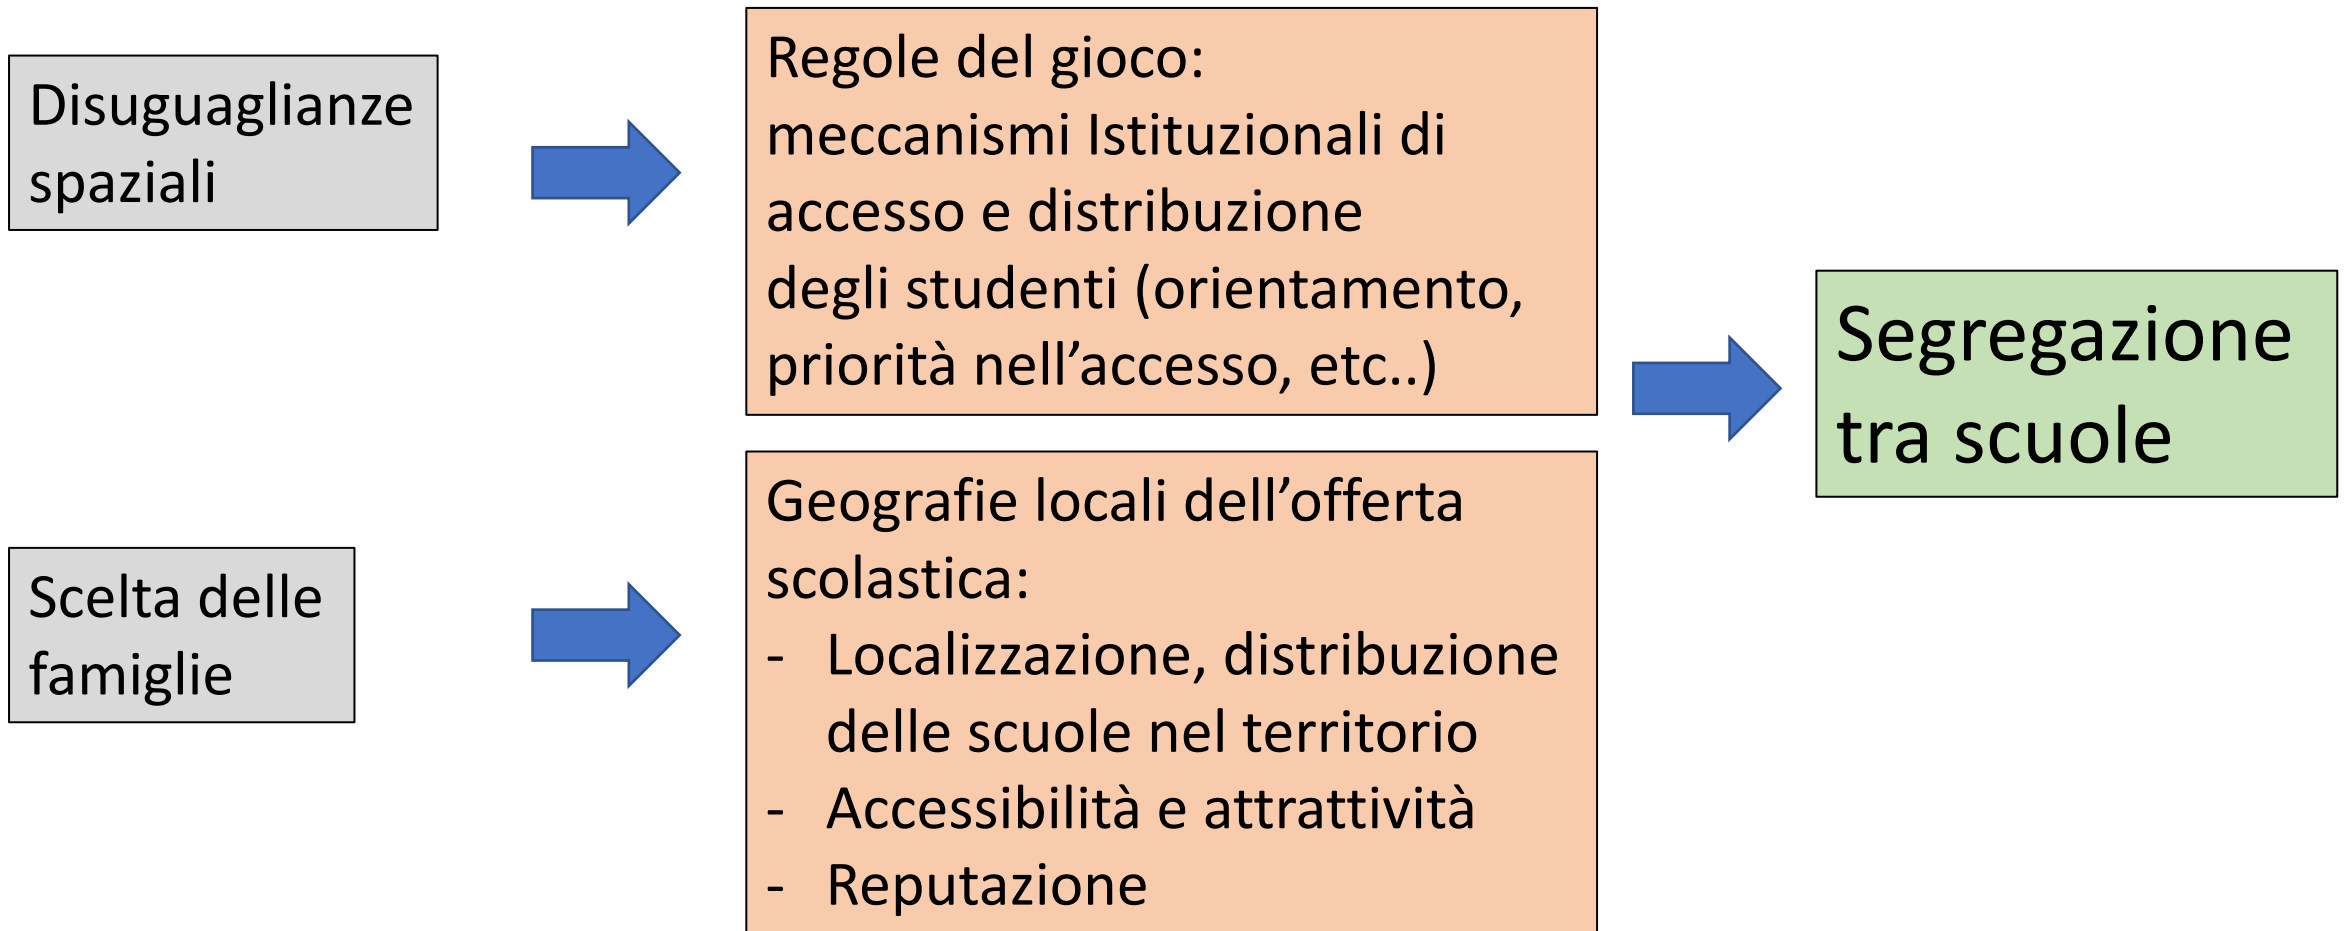 Disuguaglianze
spaziali
Regole del gioco:
meccanismi Istituzionali di
accesso e distribuzione
degli studenti (orientamento,
priorità nell’accesso, etc..)
Segregazione
tra scuole
Scelta delle
famiglie
Geografie locali dell’offerta
scolastica:
- Localizzazione, distribuzione
delle scuole nel territorio
- Accessibilità e attrattività
- Reputazione